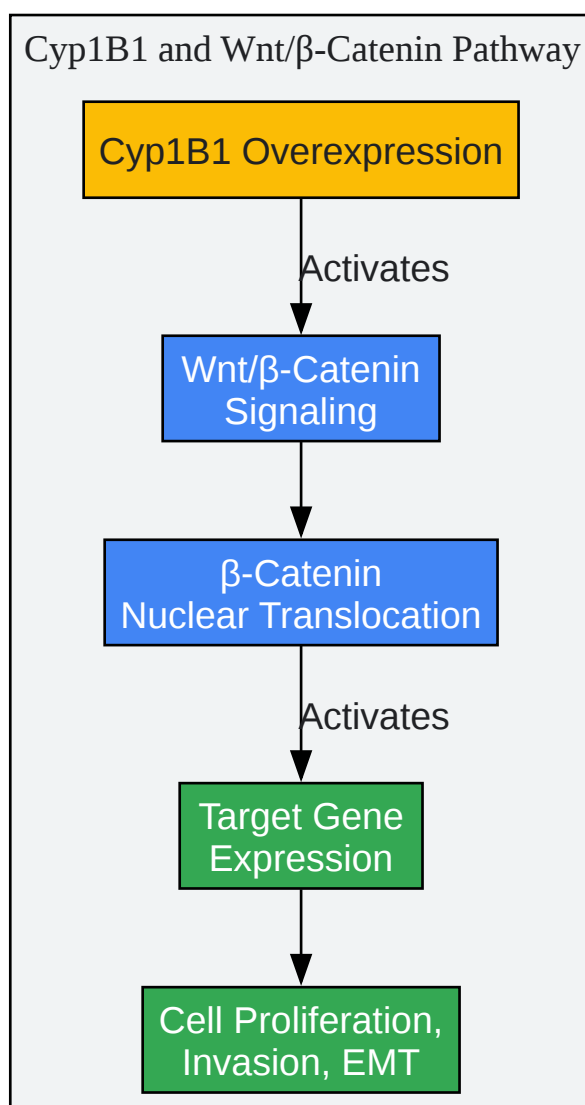 Cyp1B1 and Wnt/β-Catenin Pathway
Cyp1B1 Overexpression
Activates
Wnt/β-Catenin
Signaling
β-Catenin
Nuclear Translocation
Activates
Target Gene
Expression
Cell Proliferation,
Invasion, EMT